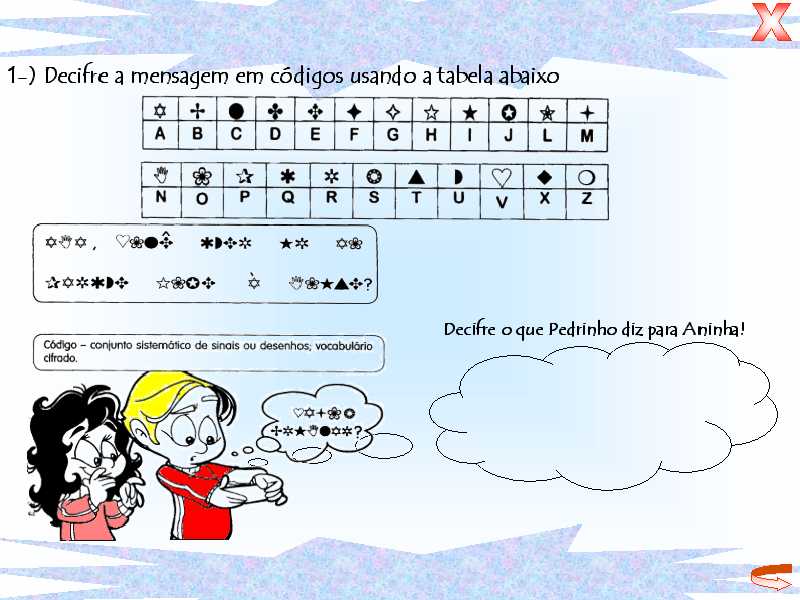 1-) Decifre a mensagem em códigos usando a tabela abaixo
✡ ✢ ● ✤ ✣ ✦ ✧ ☆ ★ ✪ ✯ ✦
A B C D E F G H I J L M
N O P Q R S T U V X Z
Decifre o que Pedrinho diz para Aninha!
Código – conjunto sistemático de sinais ou desenhos; vocabulário
cifrado.